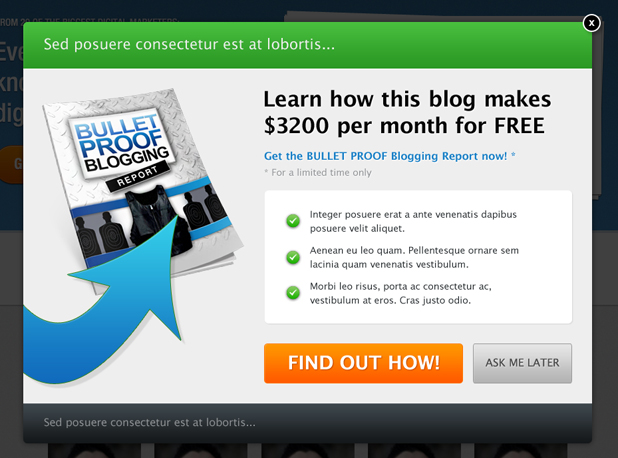 FROM 20 OF THE BIGGEST DIGITAL MARKETERS:
x
Sed posuere consectetur est at lobortis...
BULLET
PROOF
BLOGGING
REPORT
Learn how this blog makes
$3200 per month for FREE
Get the BULLET PROOF Blogging Report now! *
* For a limited time only
Integer posuere erat a ante venenatis dapibus
posuere velit aliquet.
Aenean eu leo quam. Pellentesque ornare sem
lacinia quam venenatis vestibulum.
Morbi leo risus, porta ac consectetur ac,
vestibulum at eros. Cras justo odio.
FIND OUT HOW!
ASK ME LATER
Sed posuere consectetur est at lobortis...